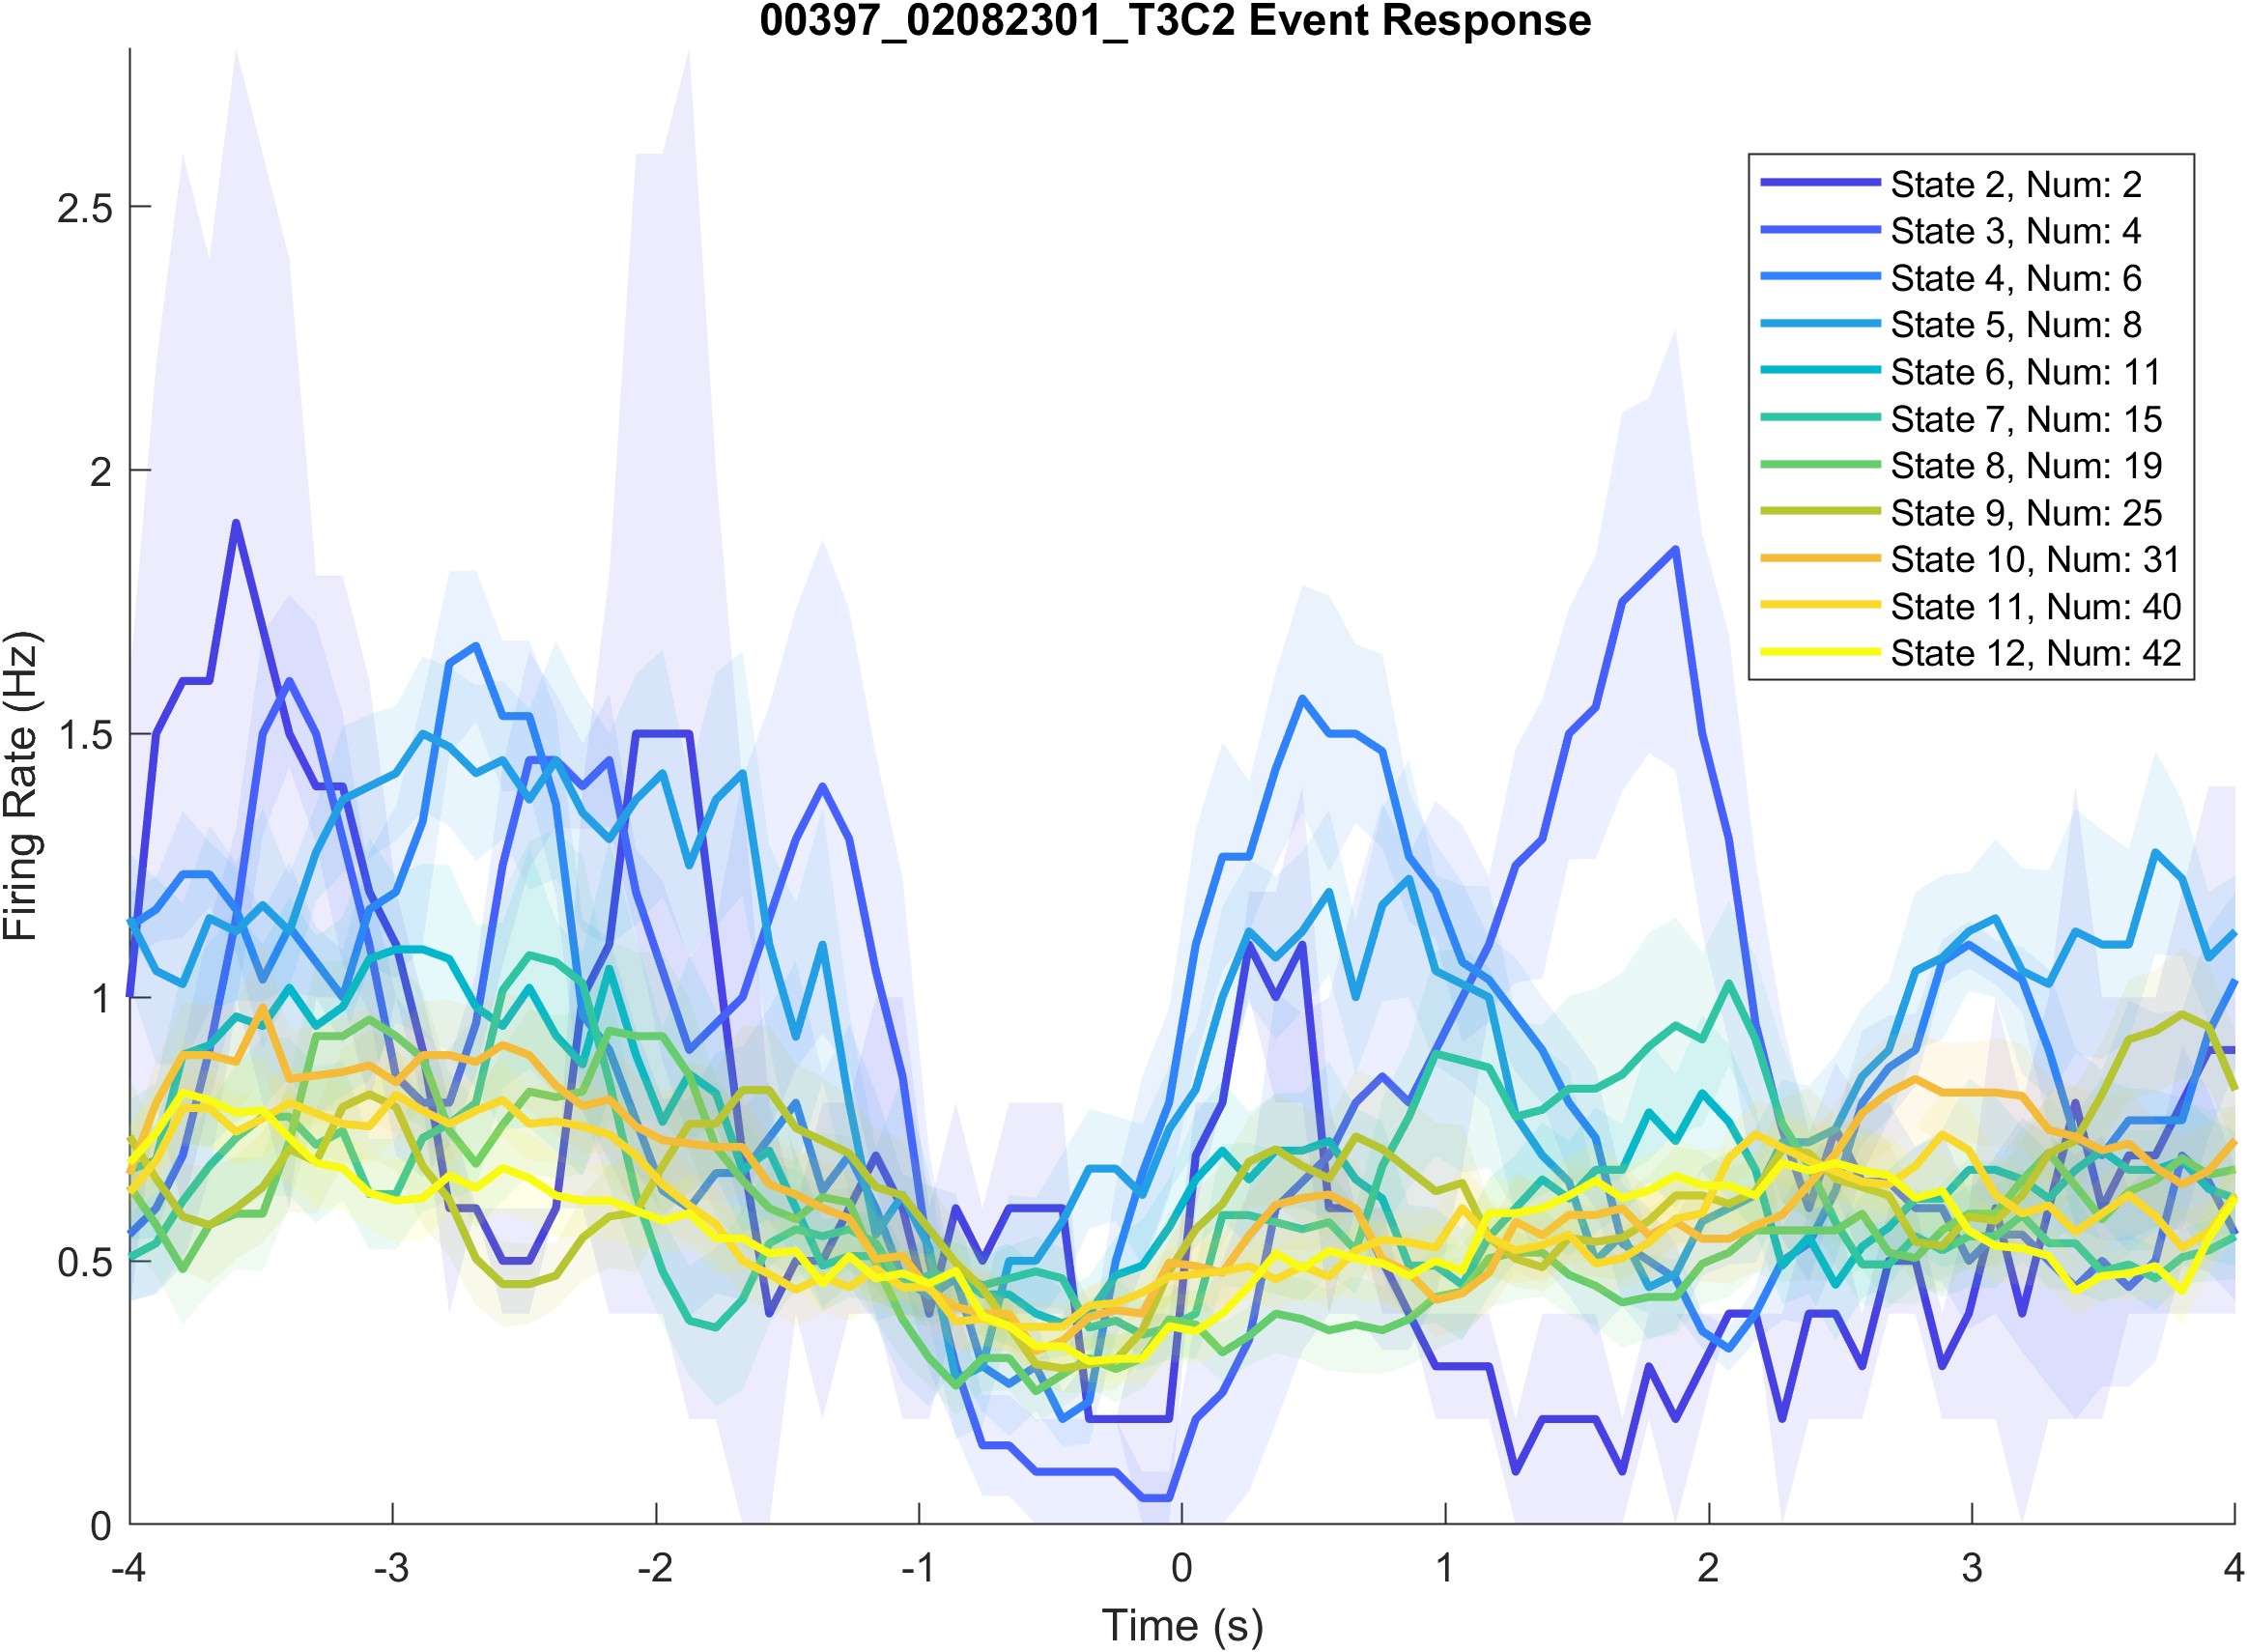 00397_02082301_T3C2 Event Response
Firing Rate (Hz)
2.5
2
1.5
1
0.5
0
-4
-3
-2
-1
0
1
2
3
4
Time (s)
State 2, Num: 2
State 3, Num: 4
State 4, Num: 6
State 5, Num: 8
State 6, Num: 11
State 7, Num: 15
State 8, Num: 19
State 9, Num: 25
State 10, Num: 31
State 11, Num: 40
State 12, Num: 42